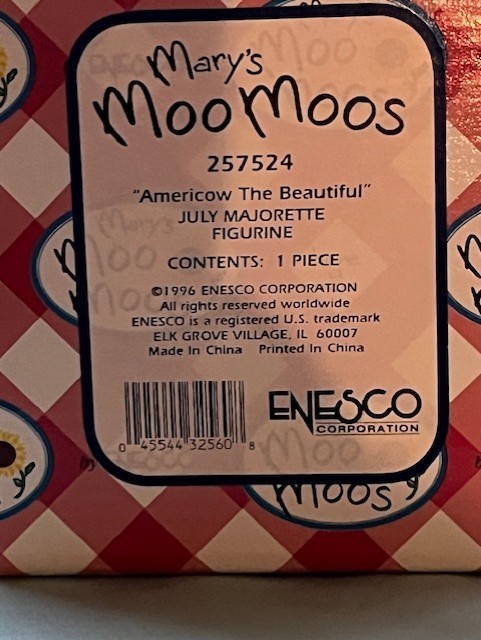 Mary's
Moo Moos
257524
"Americow The Beautiful"
JULY MAJORETTE
FIGURINE
CONTENTS: 1 PIECE
©1996 ENESCO CORPORATION
All rights reserved worldwide
ENESCO is a registered U.S. trademark
ELK GROVE VILLAGE, IL 60007
Made In China Printed In China
0 45544 32560 8
ENESCO
CORPORATION
Moo
Moos